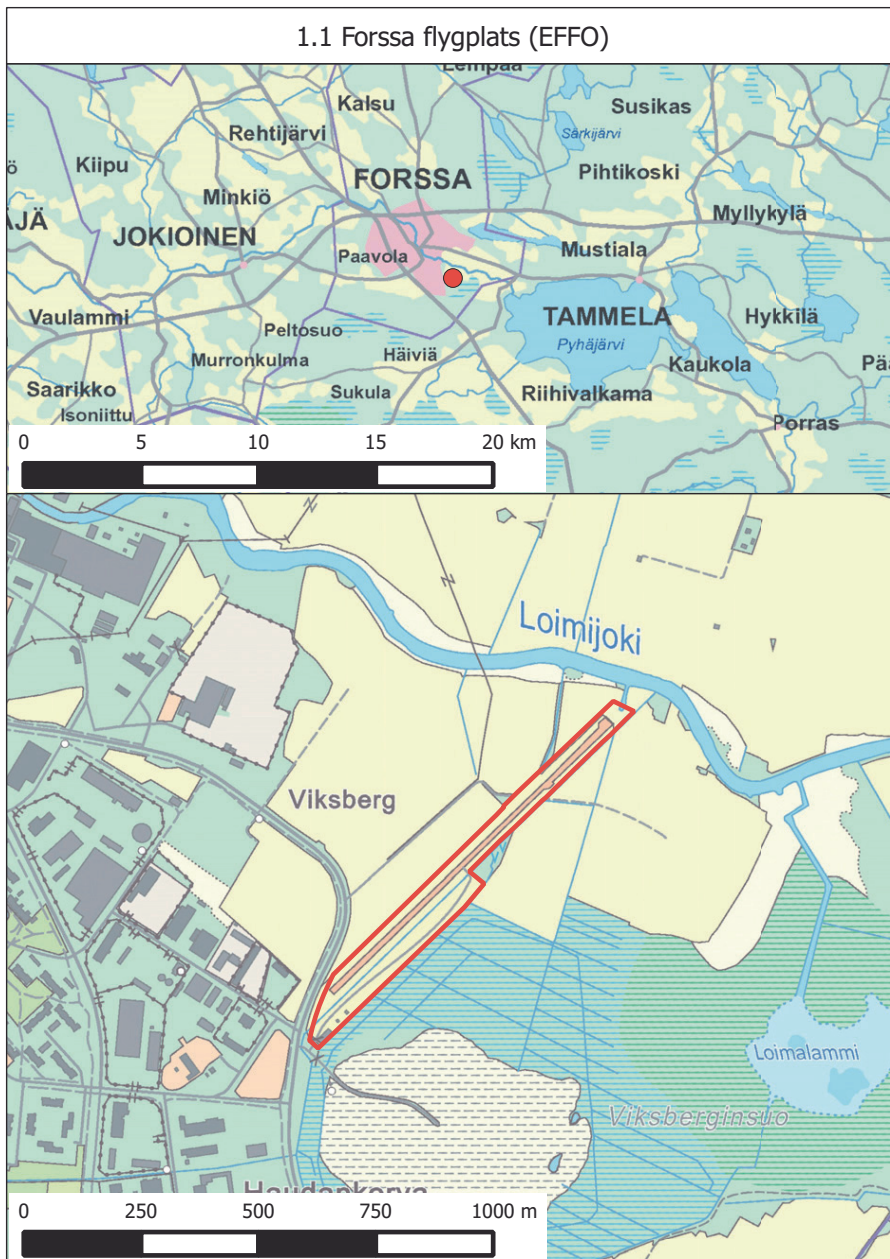 1.1 Forssa flygplats (EFFO)
Kalsu
Susikas
Rehtijärvi
Särkijärvi
Kiipu
Pihtikoski
FORSSA
Minkiö
Myllykylä
JOKIOINEN
Paavola
Mustiala
Vaulammi
TAMMELA
Hykkilä
Peltosuo
Pyhäjärvi
Murronkulma
Häiviä
Kaukola
Saarikko
Sukula
Riihivalkama
Isoniittu
Porras
0 5 10 15 20 km
Loimijoki
Viksberg
Loimalammi
Viksberginsuo
Haudankorva
0 250 500 750 1000 m